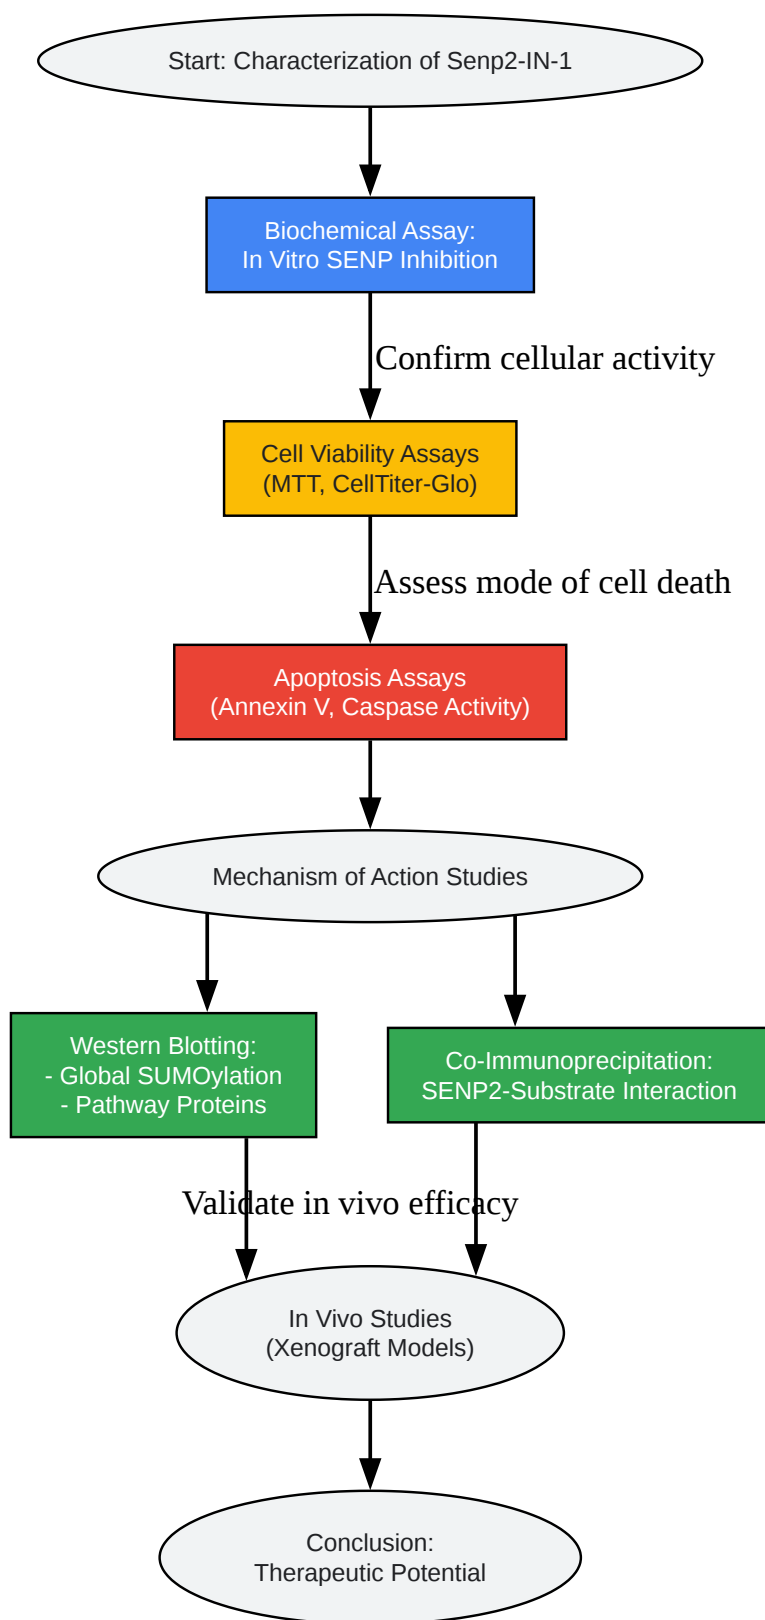 Start: Characterization of Senp2-IN-1
Biochemical Assay:
In Vitro SENP Inhibition
Confirm cellular activity
Cell Viability Assays
(MTT, CellTiter-Glo)
Assess mode of cell death
Apoptosis Assays
(Annexin V, Caspase Activity)
Mechanism of Action Studies
Western Blotting:
- Global SUMOylation
- Pathway Proteins
Co-Immunoprecipitation:
SENP2-Substrate Interaction
Validate in vivo efficacy
In Vivo Studies
(Xenograft Models)
Conclusion:
Therapeutic Potential